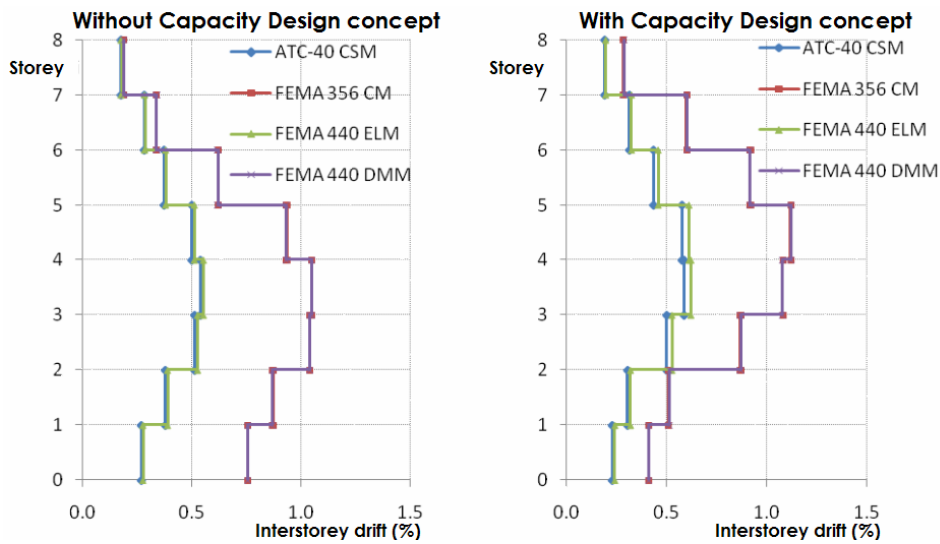 Without Capacity Design concept
8
Storey
7
6
5
4
3
2
1
0
ATC-40 CSM
FEMA 356 CM
FEMA 440 ELM
FEMA 440 DMM
0.0 0.5 1.0 1.5
Interstorey drift (%)
With Capacity Design concept
8
Storey
7
6
5
4
3
2
1
0
ATC-40 CSM
FEMA 356 CM
FEMA 440 ELM
FEMA 440 DMM
0.0 0.5 1.0 1.5
Interstorey drift (%)